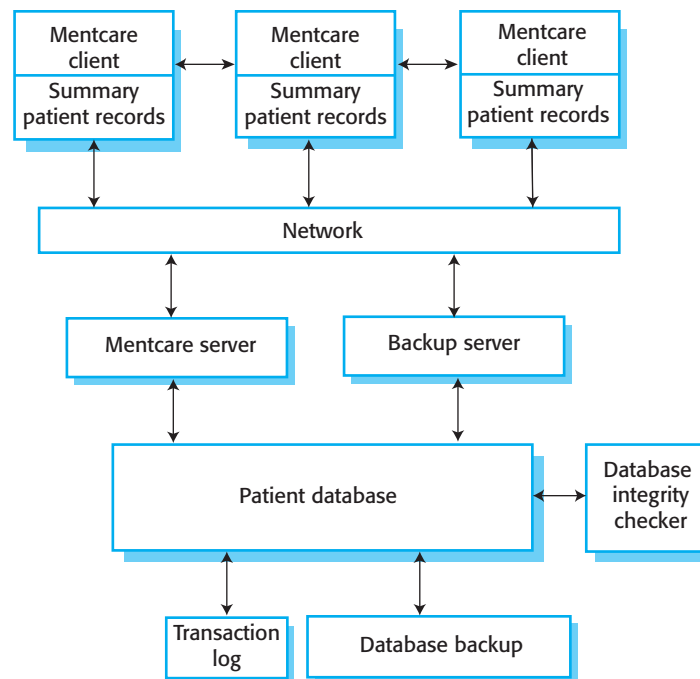 Mentcare
client
Summary
patient records
Mentcare
client
Summary
patient records
Mentcare
client
Summary
patient records
Network
Mentcare server
Backup server
Patient database
Database
integrity
checker
Transaction
log
Database backup